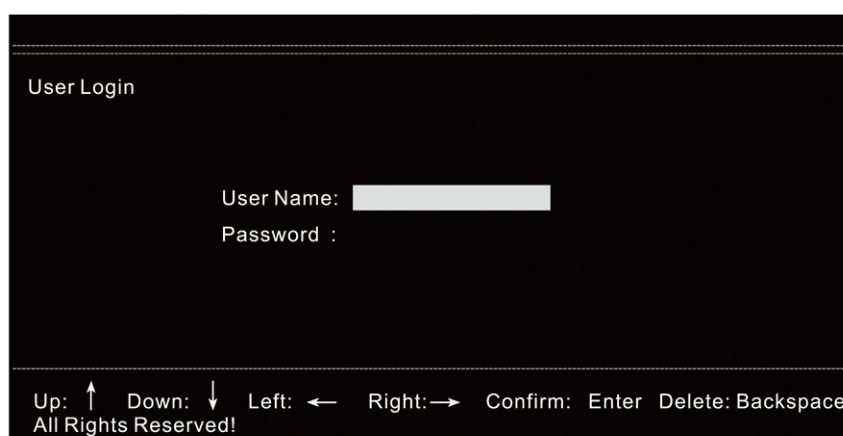 User Login
User Name:
Password :
Up: ↑ Down: ↓ Left: ← Right:→ Confirm: Enter Delete: Backspace
All Rights Reserved!